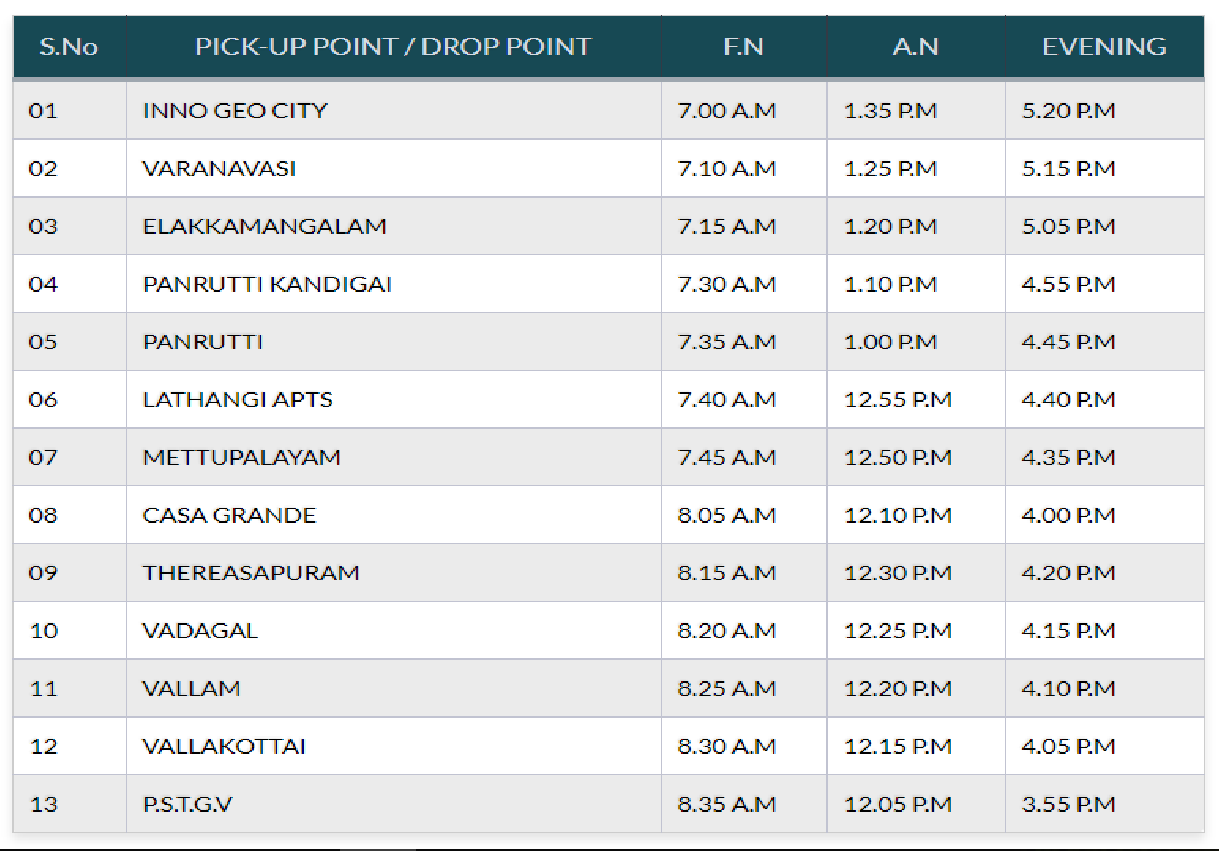 S.No PICK-UP POINT / DROP POINT F.N A.N EVENING
01 INNO GEO CITY 7.00 A.M 1.35 P.M 5.20 P.M
02 VARANAVASI 7.10 A.M 1.25 P.M 5.15 P.M
03 ELAKKAMANGALAM 7.15 A.M 1.20 P.M 5.05 P.M
04 PANRUTTI KANDIGAI 7.30 A.M 1.10 P.M 4.55 P.M
05 PANRUTTI 7.35 A.M 1.00 P.M 4.45 P.M
06 LATHANGI APTS 7.40 A.M 12.55 P.M 4.40 P.M
07 METTUPALAYAM 7.45 A.M 12.50 P.M 4.35 P.M
08 CASA GRANDE 8.05 A.M 12.10 P.M 4.00 P.M
09 THEREASAPURAM 8.15 A.M 12.30 P.M 4.20 P.M
10 VADAGAL 8.20 A.M 12.25 P.M 4.15 P.M
11 VALLAM 8.25 A.M 12.20 P.M 4.10 P.M
12 VALLAKOTTAI 8.30 A.M 12.15 P.M 4.05 P.M
13 P.S.T.G.V 8.35 A.M 12.05 P.M 3.55 P.M